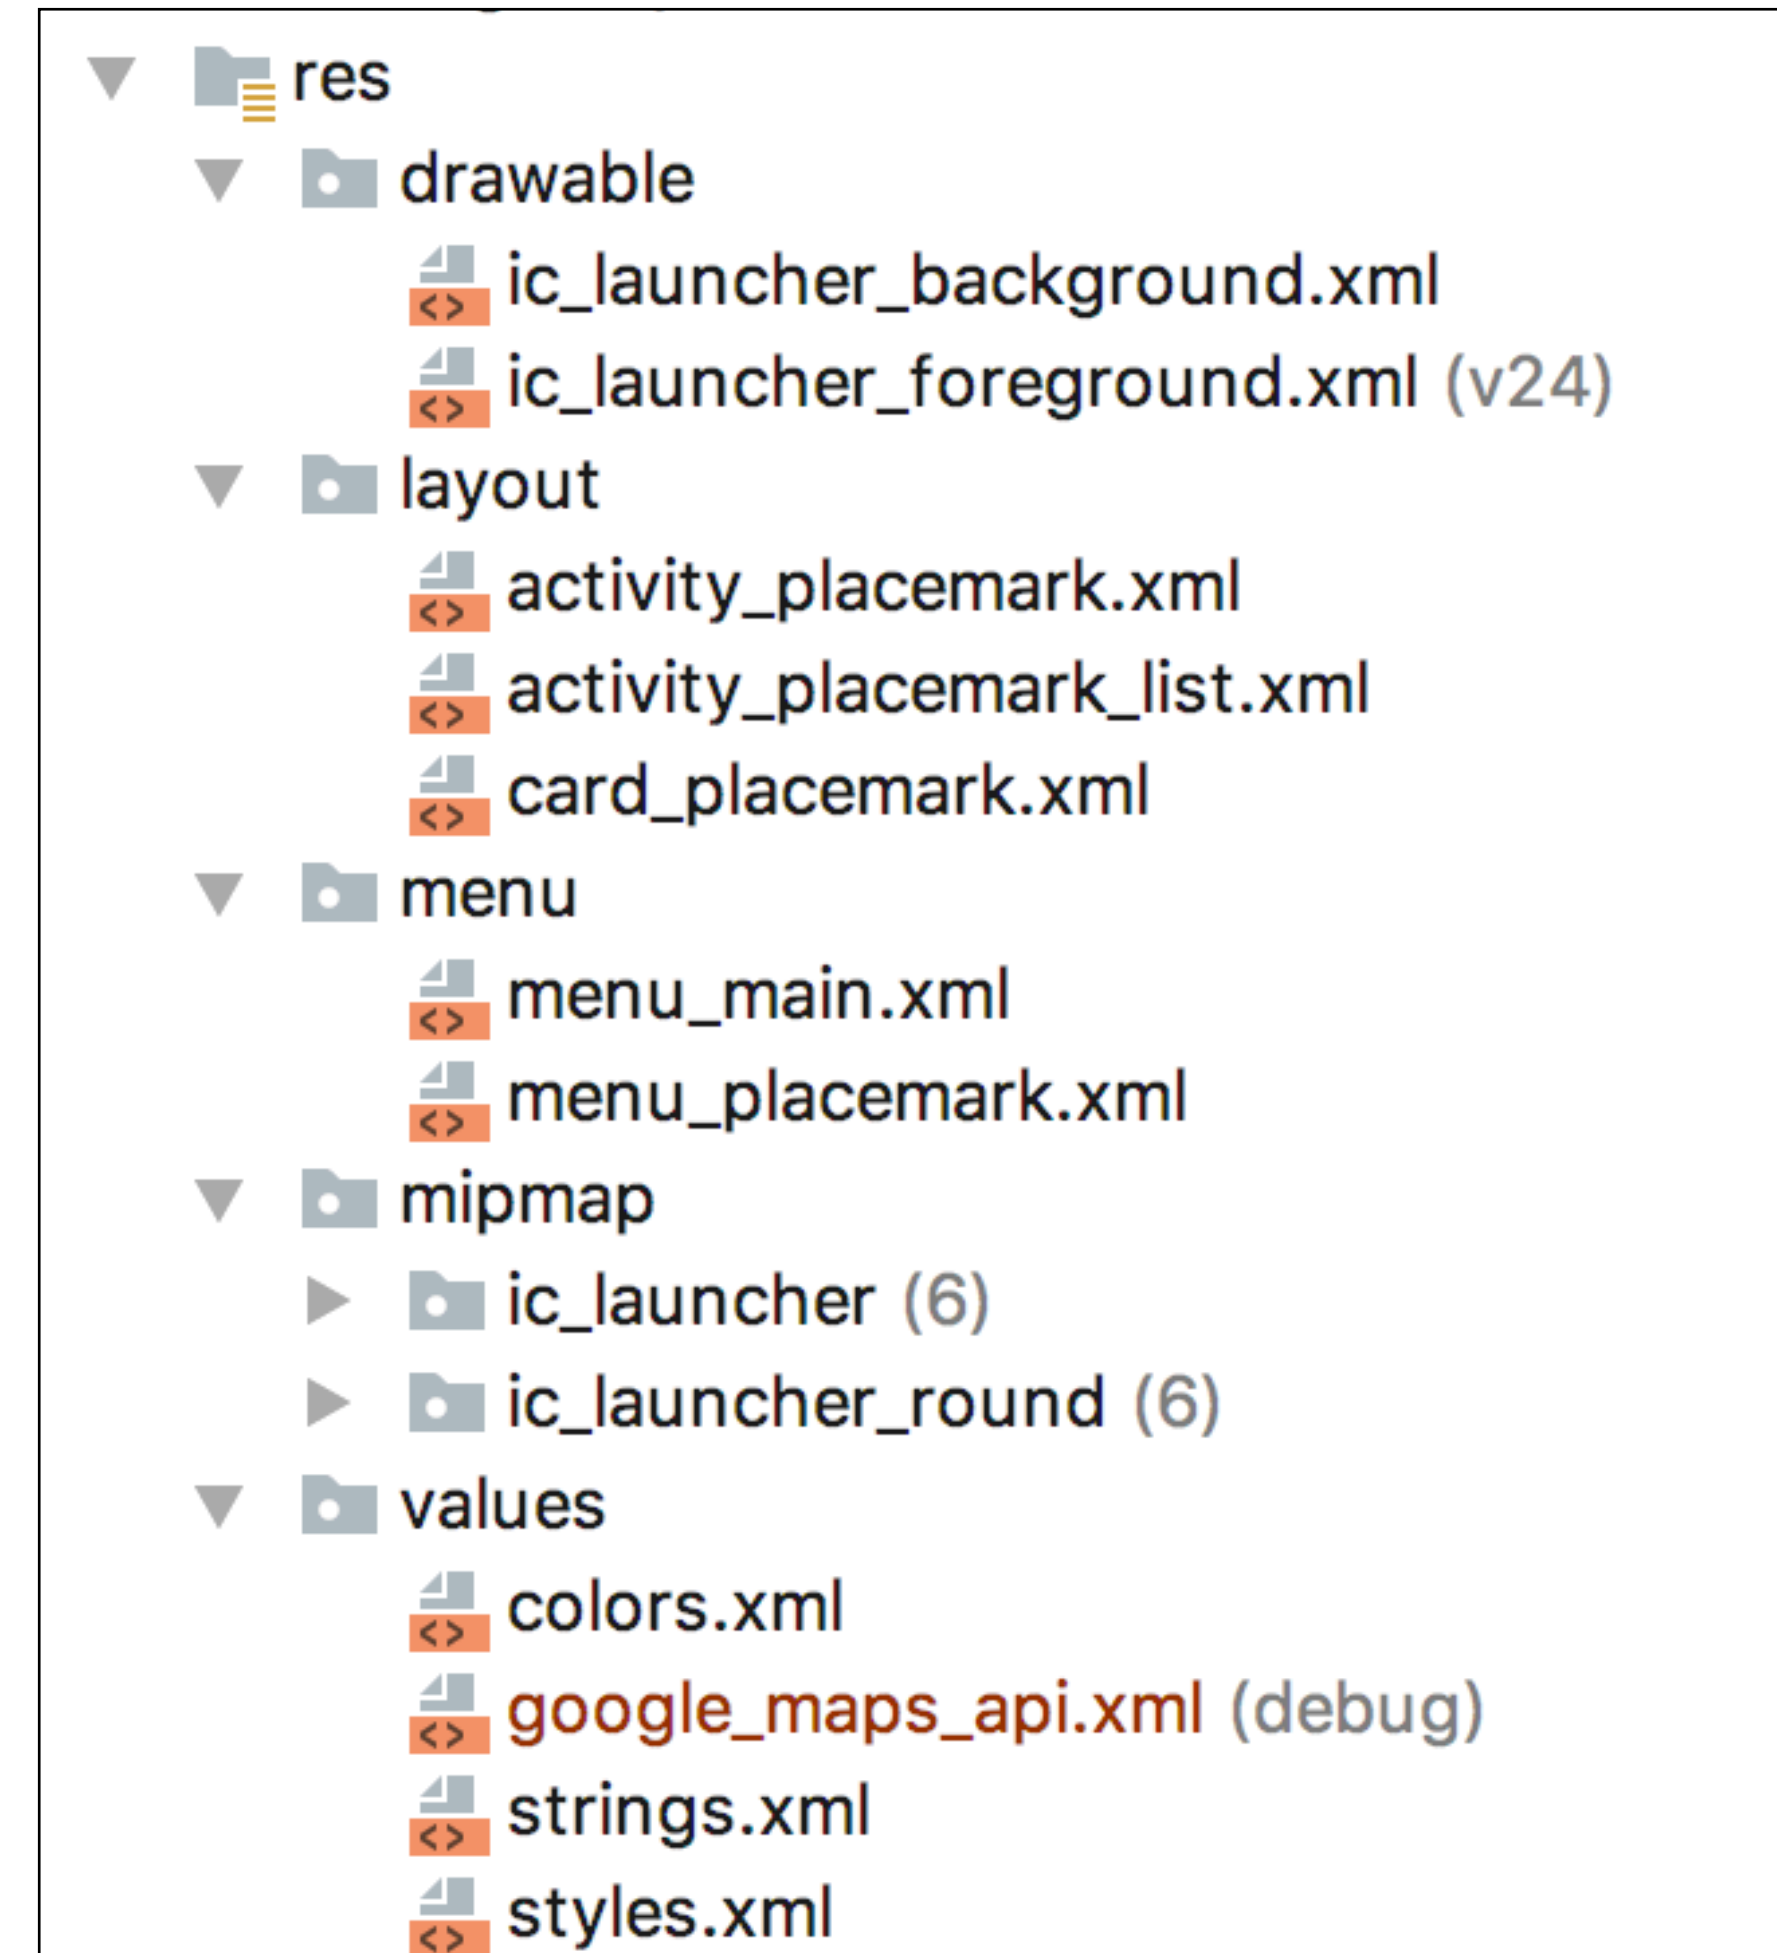 res
drawable
ic_launcher_background.xml
ic_launcher_foreground.xml (v24)
layout
activity_placemark.xml
activity_placemark_list.xml
card_placemark.xml
menu
menu_main.xml
menu_placemark.xml
mipmap
ic_launcher (6)
ic_launcher_round (6)
values
colors.xml
google_maps_api.xml (debug)
strings.xml
styles.xml